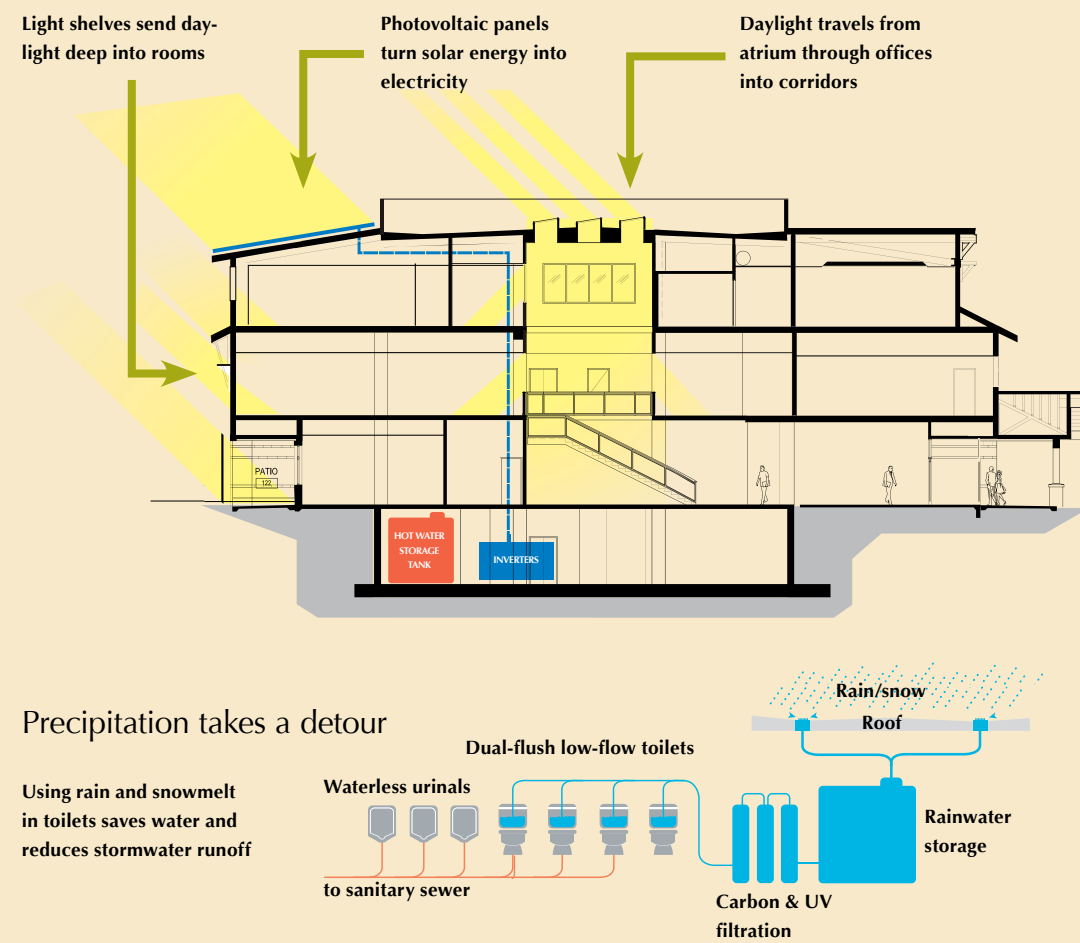 Light shelves send day-
light deep into rooms
Photovoltaic panels
turn solar energy into
electricity
Daylight travels from
atrium through offices
into corridors
PATIO
122
HOT WATER
STORAGE
TANK
INVERTERS
Precipitation takes a detour
Using rain and snowmelt
in toilets saves water and
reduces stormwater runoff
Waterless urinals
Dual-flush low-flow toilets
to sanitary sewer
Rain/snow
Roof
Rainwater
storage
Carbon & UV
filtration